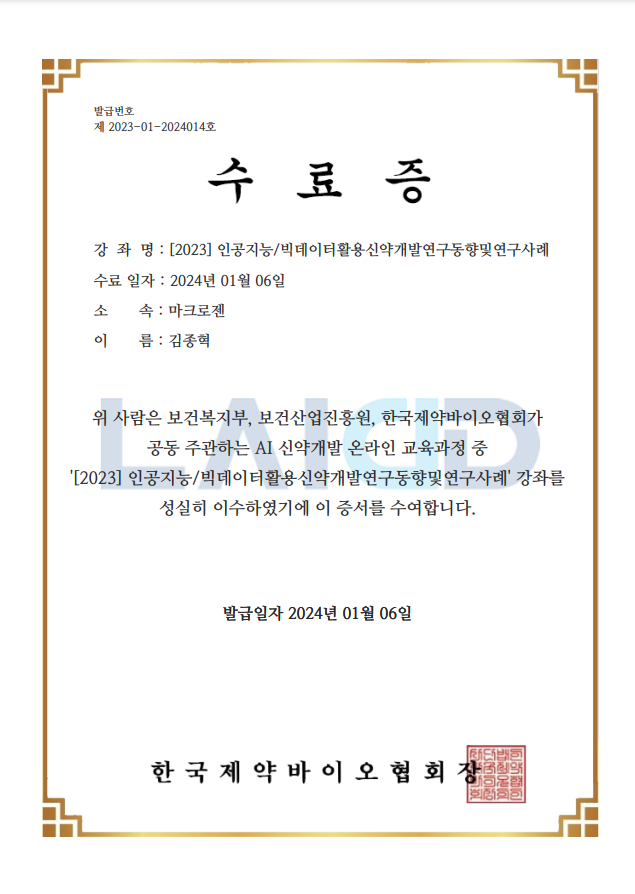 발급번호
제 2023-01-2024014호
수 료 증
강 좌 명 : [2023] 인공지능/빅데이터활용신약개발연구동향및연구사례
수료 일자 : 2024년 01월 06일
소 속 : 마크로젠
이 름 : 김종혁
LAIDD
위 사람은 보건복지부, 보건산업진흥원, 한국제약바이오협회가
공동 주관하는 AI 신약개발 온라인 교육과정 중
'[2023] 인공지능/빅데이터활용신약개발연구동향및연구사례' 강좌를
성실히 이수하였기에 이 증서를 수여합니다.
발급일자 2024년 01월 06일
한국제약바이오협회장